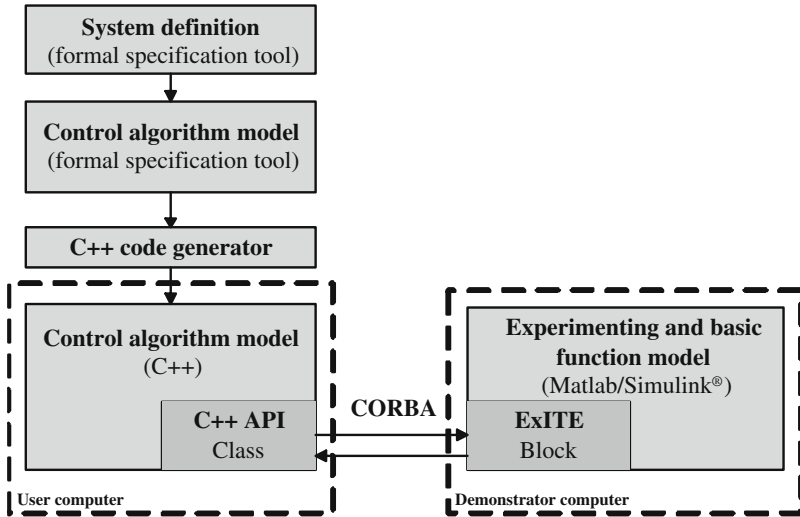 System definition
(formal specification tool)
Control algorithm model
(formal specification tool)
C++ code generator
Control algorithm model
(C++)
C++ API
Class
User computer
CORBA
Experimenting and basic
function model
(Matlab/Simulink®)
ExITE
Block
Demonstrator computer